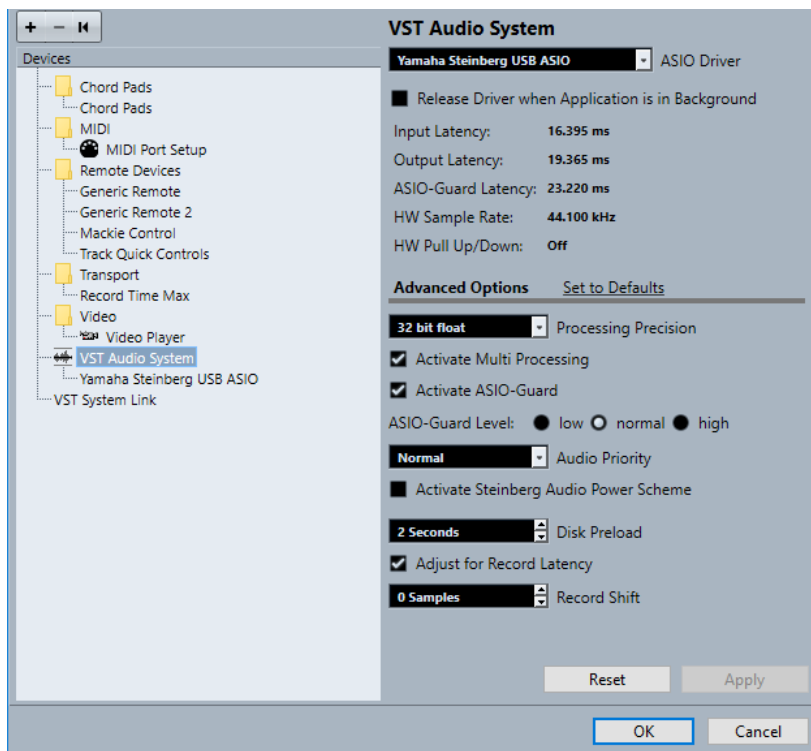 Devices
Chord Pads
Chord Pads
MIDI
MIDI Port Setup
Remote Devices
Generic Remote
Generic Remote 2
Mackie Control
Track Quick Controls
Transport
Record Time Max
Video
Video Player
VST Audio System
Yamaha Steinberg USB ASIO
VST System Link
VST Audio System
Yamaha Steinberg USB ASIO ASIO Driver
Release Driver when Application is in Background
Input Latency: 16.395 ms
Output Latency: 19.365 ms
ASIO-Guard Latency: 23.220 ms
HW Sample Rate: 44.100 kHz
HW Pull Up/Down: Off
Advanced Options Set to Defaults
32 bit float Processing Precision
Activate Multi Processing
Activate ASIO-Guard
ASIO-Guard Level: low normal high
Normal Audio Priority
Activate Steinberg Audio Power Scheme
2 Seconds Disk Preload
Adjust for Record Latency
0 Samples Record Shift
Reset Apply
OK Cancel